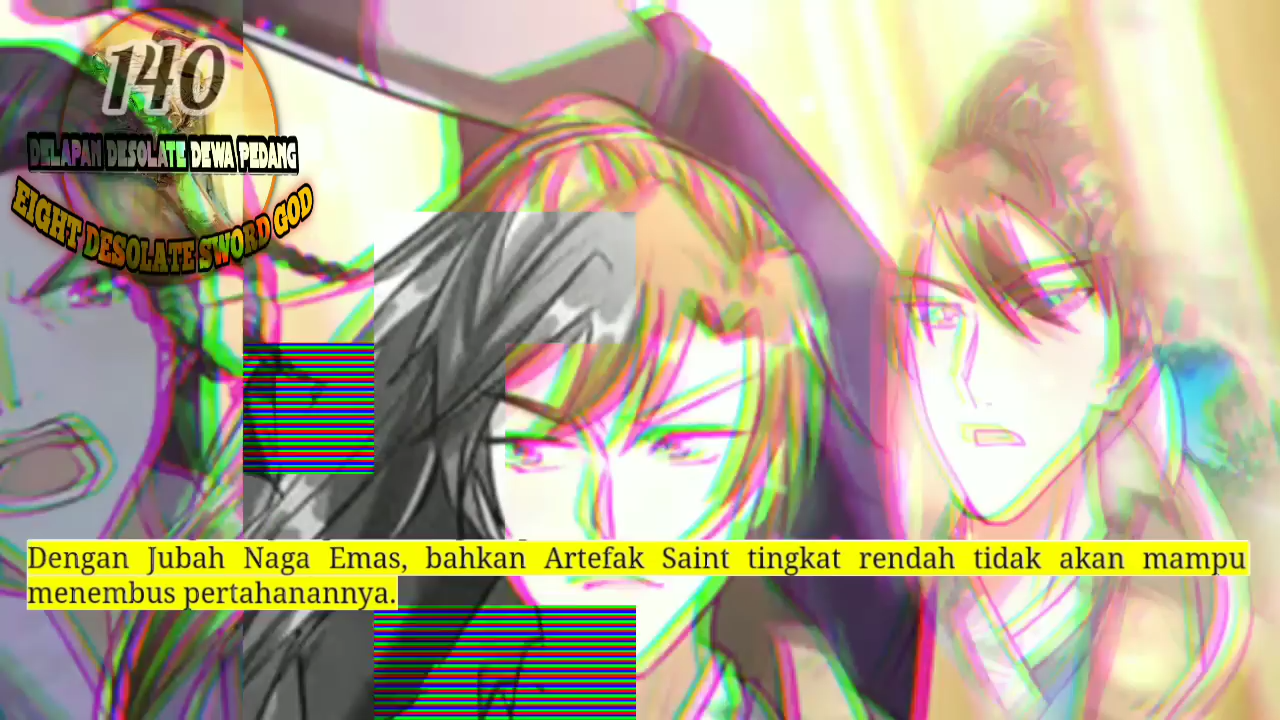 140
DELAPAN DESOLATE DEWA PEDANG
EIGHT DESOLATE SWORD GOD
Dengan Jubah Naga Emas, bahkan Artefak Saint tingkat rendah tidak akan mampu
menembus pertahanannya.